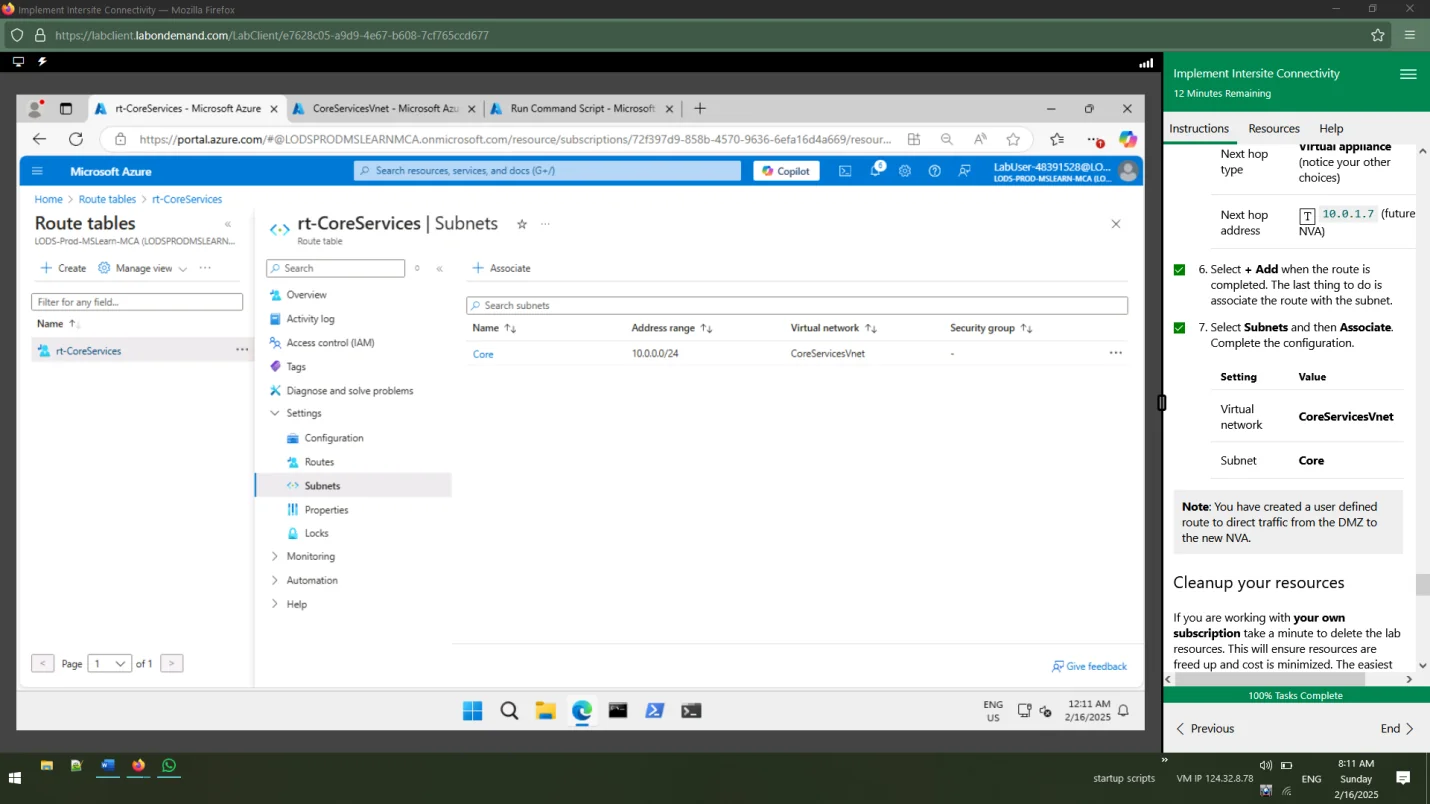 Implement Intersite Connectivity — Mozilla Firefox
https://labclient.labondemand.com/LabClient/e7628c05-a9d9-4e67-b608-7cf765ccd677
rt-CoreServices - Microsoft Azure
CoreServicesVnet - Microsoft Azu
Run Command Script - Microsoft
https://portal.azure.com/#@LODSPRODMSLEARNMCA.onmicrosoft.com/resource/subscriptions/72f397d9-858b-4570-9636-6efa16d4a669/resour...
Microsoft Azure
Search resources, services, and docs (G+/)
Copilot
6
LabUser-48391528@LO...
LODS-PROD-MSLEARN-MCA (LO...
Home > Route tables > rt-CoreServices
Route tables
LODS-Prod-MSLearn-MCA (LODSPRODMSLEARN...
+ Create
Manage view
Filter for any field...
Name
rt-CoreServices
Page 1 of 1
rt-CoreServices | Subnets
Route table
Search
Overview
Activity log
Access control (IAM)
Tags
Diagnose and solve problems
Settings
Configuration
Routes
Subnets
Properties
Locks
Monitoring
Automation
Help
+ Associate
Search subnets
Name Address range Virtual network Security group
Core 10.0.0.0/24 CoreServicesVnet -
Give feedback
ENG
US
12:11 AM
2/16/2025
Implement Intersite Connectivity
12 Minutes Remaining
Instructions Resources Help
Next hop
type
Virtual appliance
(notice your other
choices)
Next hop
address
T 10.0.1.7 (future
NVA)
6. Select + Add when the route is
completed. The last thing to do is
associate the route with the subnet.
7. Select Subnets and then Associate.
Complete the configuration.
Setting Value
Virtual
network
CoreServicesVnet
Subnet Core
Note: You have created a user defined
route to direct traffic from the DMZ to
the new NVA.
Cleanup your resources
If you are working with your own
subscription take a minute to delete the lab
resources. This will ensure resources are
freed up and cost is minimized. The easiest
100% Tasks Complete
< Previous
End >
startup scripts
VM IP 124.32.8.78
ENG
8:11 AM
Sunday
2/16/2025